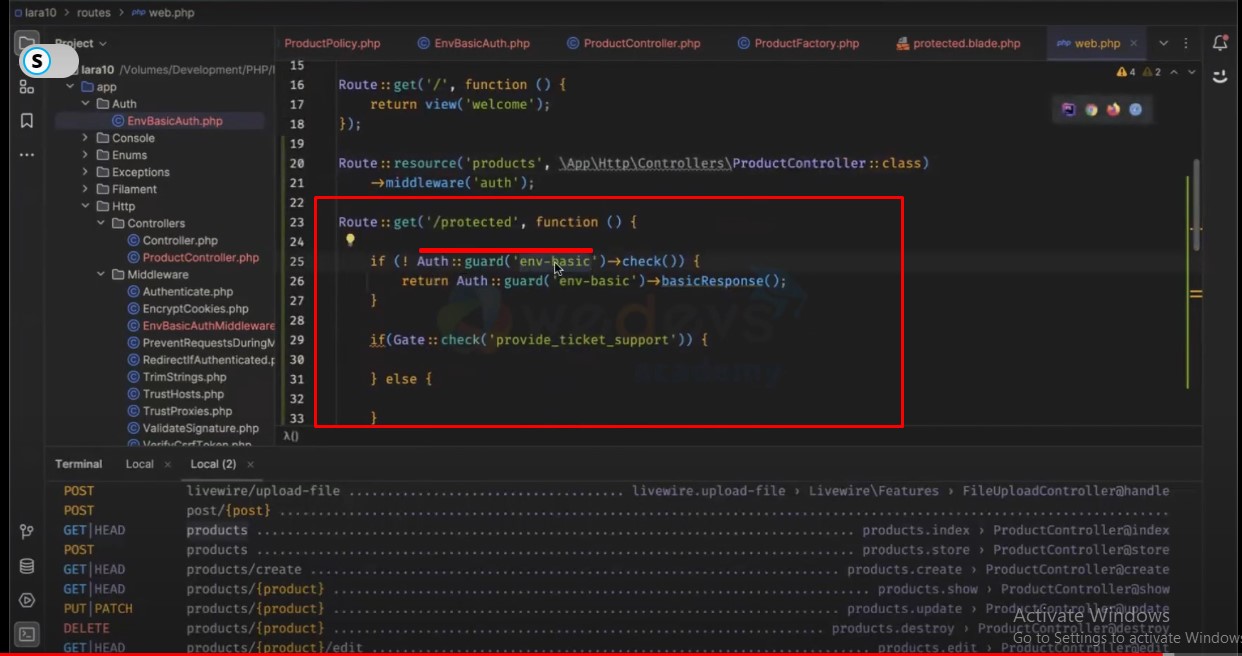 lara10 > routes > php web.php
Project
ProductPolicy.php EnvBasicAuth.php ProductController.php ProductFactory.php protected.blade.php php web.php
S
lara10 /Volumes/Development/PHP/
app
Auth
EnvBasicAuth.php
Console
Enums
Exceptions
Filament
Http
Controllers
Controller.php
ProductController.php
Middleware
Authenticate.php
EncryptCookies.php
EnvBasicAuthMiddleware
PreventRequestsDuringM
RedirectIfAuthenticated.p
TrimStrings.php
TrustHosts.php
TrustProxies.php
ValidateSignature.php
VerifyCsrfToken.php
4 2
15
16 Route::get('/', function () {
17 return view('welcome');
18 });
19
20 Route::resource('products', \App\Http\Controllers\ProductController::class)
21 →middleware('auth');
22
23 Route::get('/protected', function () {
24
25 if (! Auth::guard('env-basic')→check()) {
26 return Auth::guard('env-basic')→basicResponse();
27 }
28
29 if(Gate::check('provide_ticket_support')) {
30
31 } else {
32
33 }
wedevs
academy
λ()
Terminal Local × Local (2) ×
POST livewire/upload-file ................................... livewire.upload-file › Livewire\Features › FileUploadController@handle
POST post/{post} ...................................
GET|HEAD products ................................... products.index › ProductController@index
POST products ................................... products.store › ProductController@store
GET|HEAD products/create ................................... products.create › ProductController@create
GET|HEAD products/{product} ................................... products.show › ProductController@show
PUT|PATCH products/{product} ................................... products.update › ProductController@update
DELETE products/{product} ................................... products.destroy › ProductController@destroy
GET|HEAD products/{product}/edit ................................... products.edit › ProductController@edit
Activate Windows
Go to Settings to activate Windows